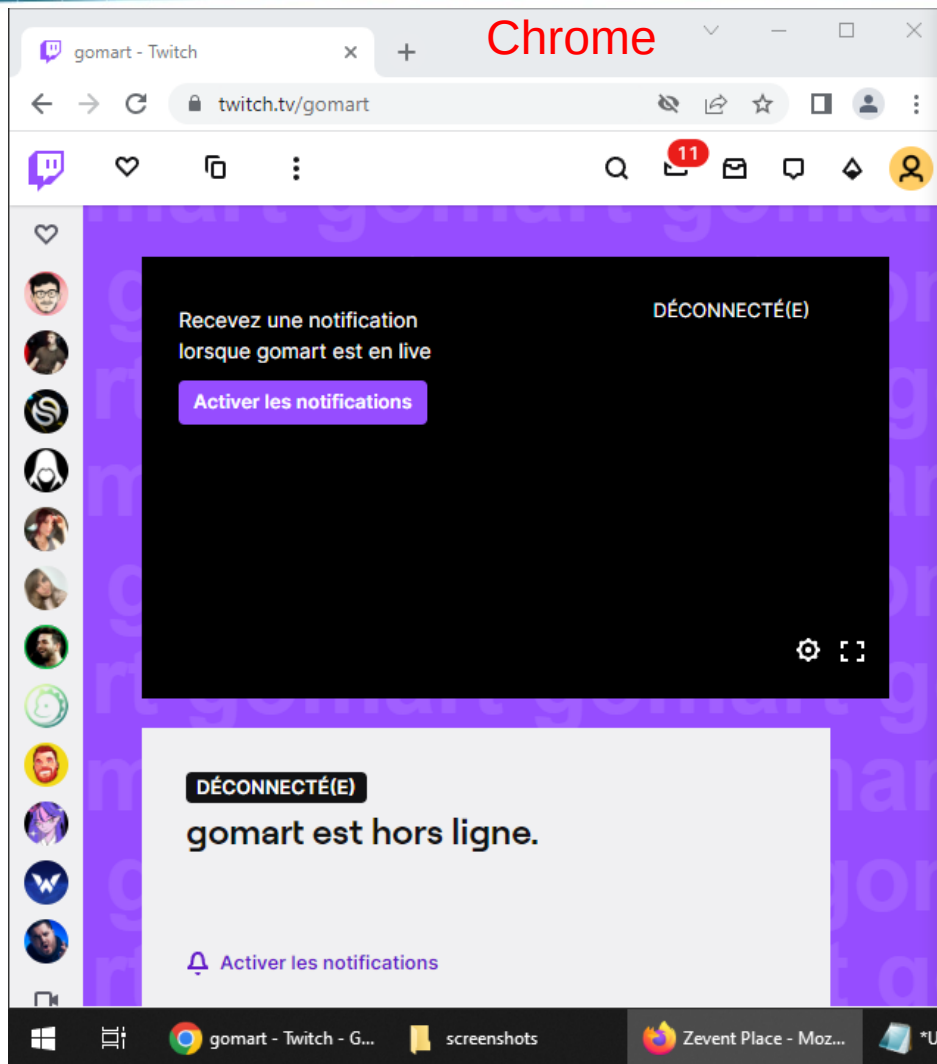 gomart - Twitch
Chrome
twitch.tv/gomart
11
Recevez une notification
lorsque gomart est en live
DÉCONNECTÉ(E)
Activer les notifications
DÉCONNECTÉ(E)
gomart est hors ligne.
Activer les notifications
gomart - Twitch - G...
screenshots
Zevent Place - Moz...
*U